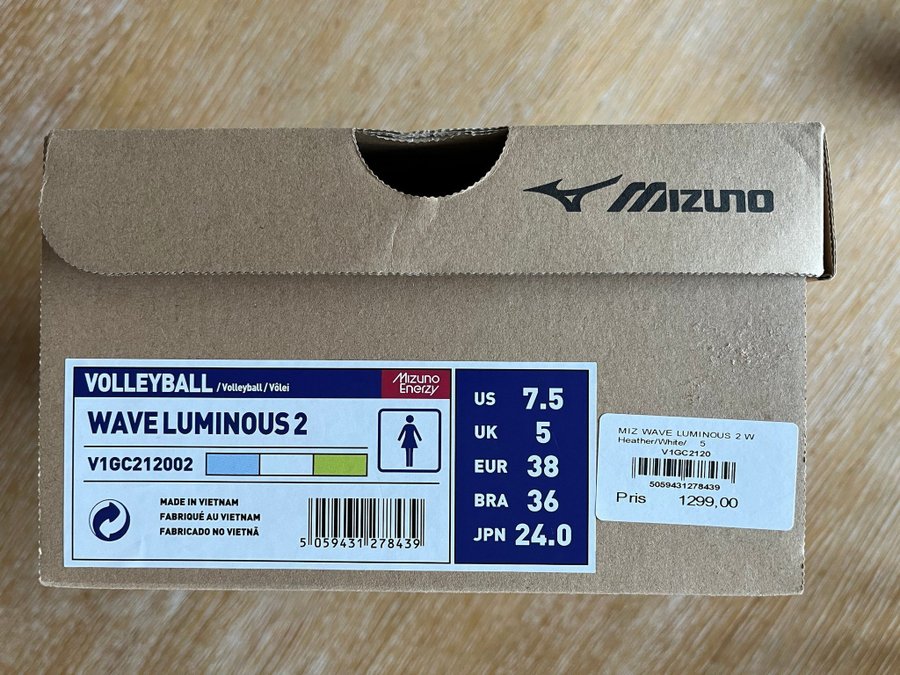 MIZUNO
VOLLEYBALL / Volleyball / Vôlei
Mizuno
Enerzy
WAVE LUMINOUS 2
V1GC212002
MADE IN VIETNAM
FABRIQUÉ AU VIETNAM
FABRICADO NO VIETNÃ
5 059431 278439
US 7.5
UK 5
EUR 38
BRA 36
JPN 24.0
MIZ WAVE LUMINOUS 2 W
Heather/White/ 5
V1GC2120
5059431278439
Pris 1299,00